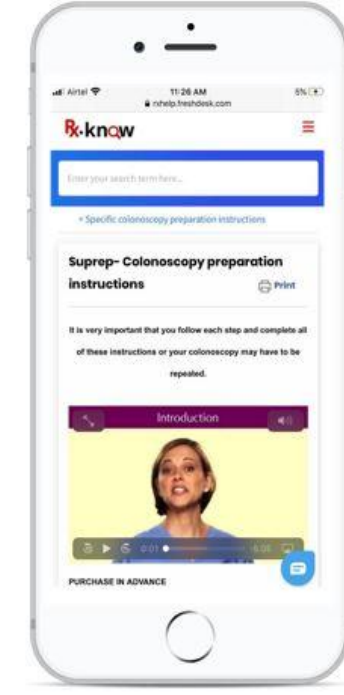 Airtel 11:26 AM 5%
rxhelp.freshdesk.com
Rx-know
Enter your search term here...
< Specific colonoscopy preparation instructions
Suprep- Colonoscopy preparation
instructions
Print
It is very important that you follow each step and complete all
of these instructions or your colonoscopy may have to be
repeated.
Introduction
0:01
PURCHASE IN ADVANCE